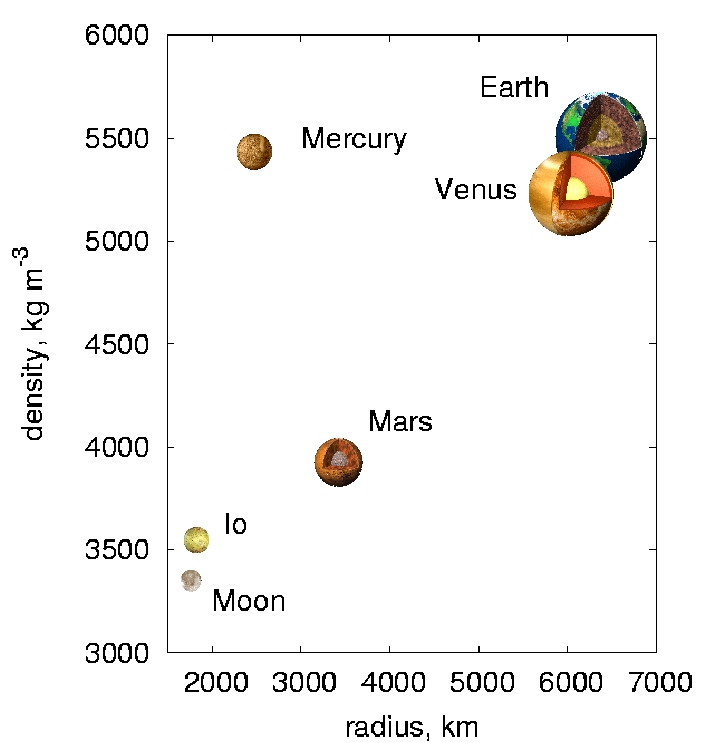 6000
Earth
5500
Mercury
Venus
5000
density, kg m-3
4500
Mars
4000
Io
3500
Moon
3000
2000 3000 4000 5000 6000 7000
radius, km